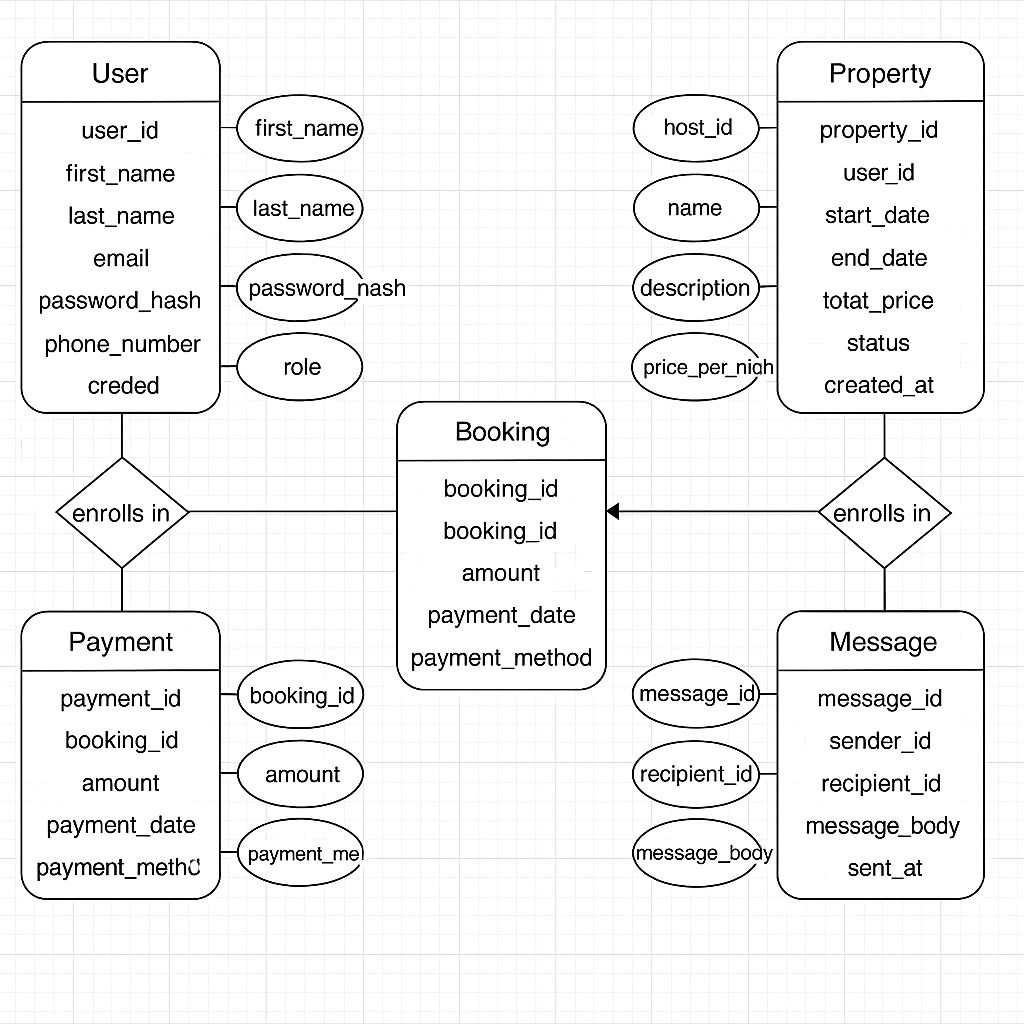 User
user_id
first_name
last_name
email
password_hash
phone_number
creded
first_name
last_name
password_nash
role
Property
property_id
user_id
start_date
end_date
totat_price
status
created_at
host_id
name
description
price_per_nigh
enrolls in
Booking
booking_id
booking_id
amount
payment_date
payment_method
enrolls in
Payment
payment_id
booking_id
amount
payment_date
payment_metho
booking_id
amount
payment_me
Message
message_id
sender_id
recipient_id
message_body
sent_at
message_id
recipient_id
message_body